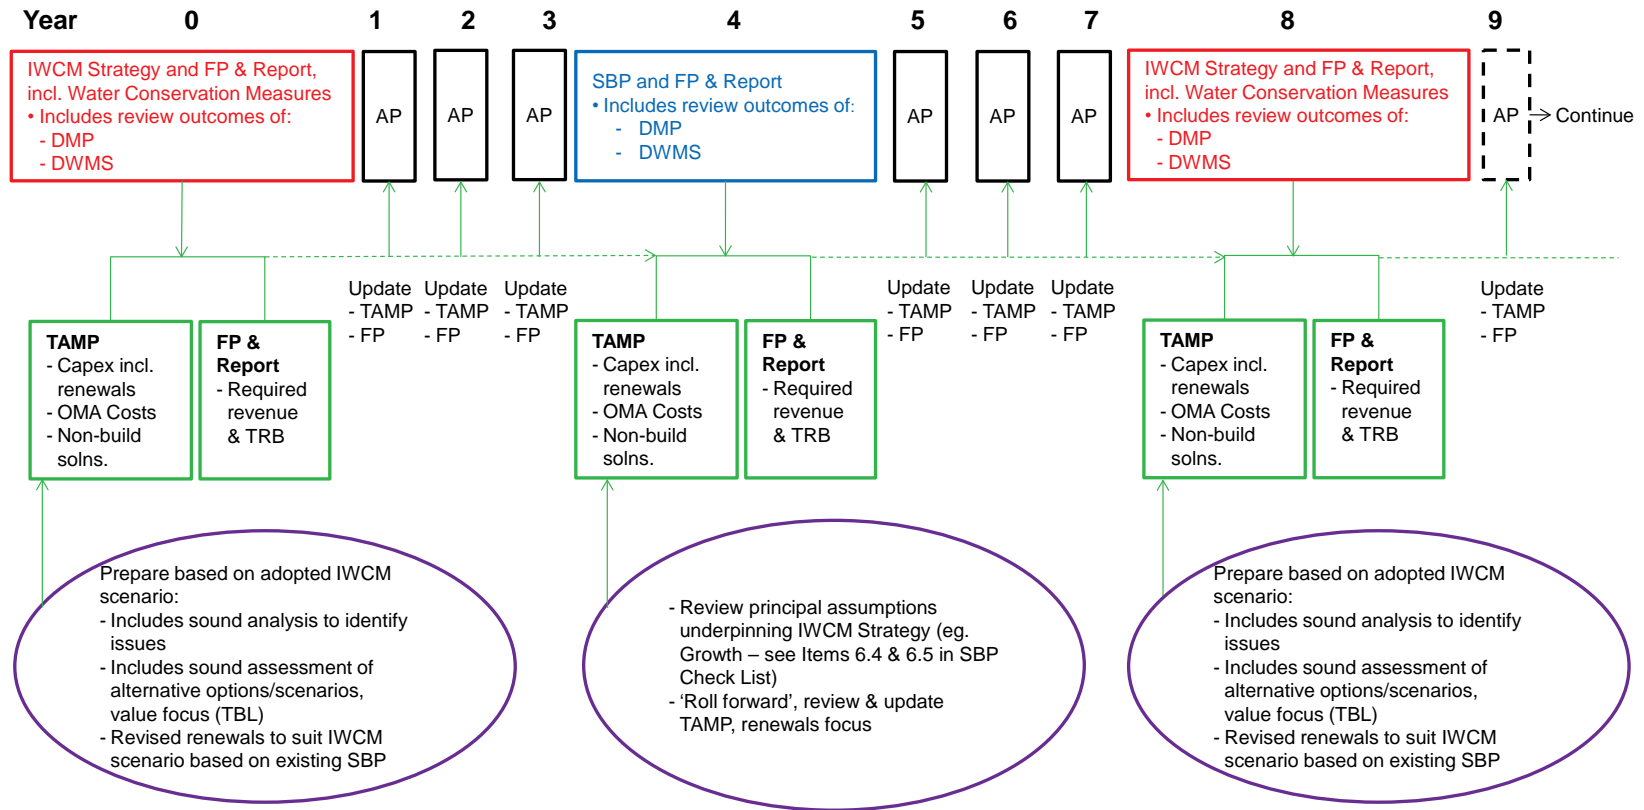 Year 0 1 2 3 4 5 6 7 8 9
IWCM Strategy and FP & Report,
incl. Water Conservation Measures
• Includes review outcomes of:
- DMP
- DWMS
AP
AP
AP
SBP and FP & Report
• Includes review outcomes of:
- DMP
- DWMS
AP
AP
AP
IWCM Strategy and FP & Report,
incl. Water Conservation Measures
• Includes review outcomes of:
- DMP
- DWMS
AP
Continue
Update
- TAMP
- FP
Update
- TAMP
- FP
Update
- TAMP
- FP
Update
- TAMP
- FP
Update
- TAMP
- FP
Update
- TAMP
- FP
Update
- TAMP
- FP
TAMP
- Capex incl.
renewals
- OMA Costs
- Non-build
solns.
FP &
Report
- Required
revenue
& TRB
TAMP
- Capex incl.
renewals
- OMA Costs
- Non-build
solns.
FP &
Report
- Required
revenue
& TRB
TAMP
- Capex incl.
renewals
- OMA Costs
- Non-build
solns.
FP &
Report
- Required
revenue
& TRB
Prepare based on adopted IWCM
scenario:
- Includes sound analysis to identify
issues
- Includes sound assessment of
alternative options/scenarios,
value focus (TBL)
- Revised renewals to suit IWCM
scenario based on existing SBP
- Review principal assumptions
underpinning IWCM Strategy (eg.
Growth – see Items 6.4 & 6.5 in SBP
Check List)
- ‘Roll forward’, review & update
TAMP, renewals focus
Prepare based on adopted IWCM
scenario:
- Includes sound analysis to identify
issues
- Includes sound assessment of
alternative options/scenarios,
value focus (TBL)
- Revised renewals to suit IWCM
scenario based on existing SBP